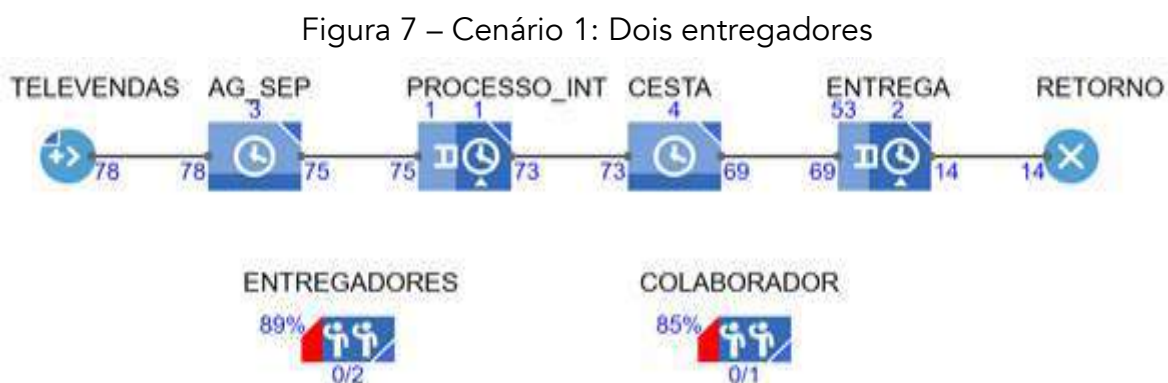 Figura 7 – Cenário 1: Dois entregadores
TELEVENDAS AG_SEP PROCESSO_INT CESTA ENTREGA RETORNO
3 1 1 4 53 2
78 78 75 75 73 73 69 69 14 14
ENTREGADORES COLABORADOR
89% 85%
0/2 0/1